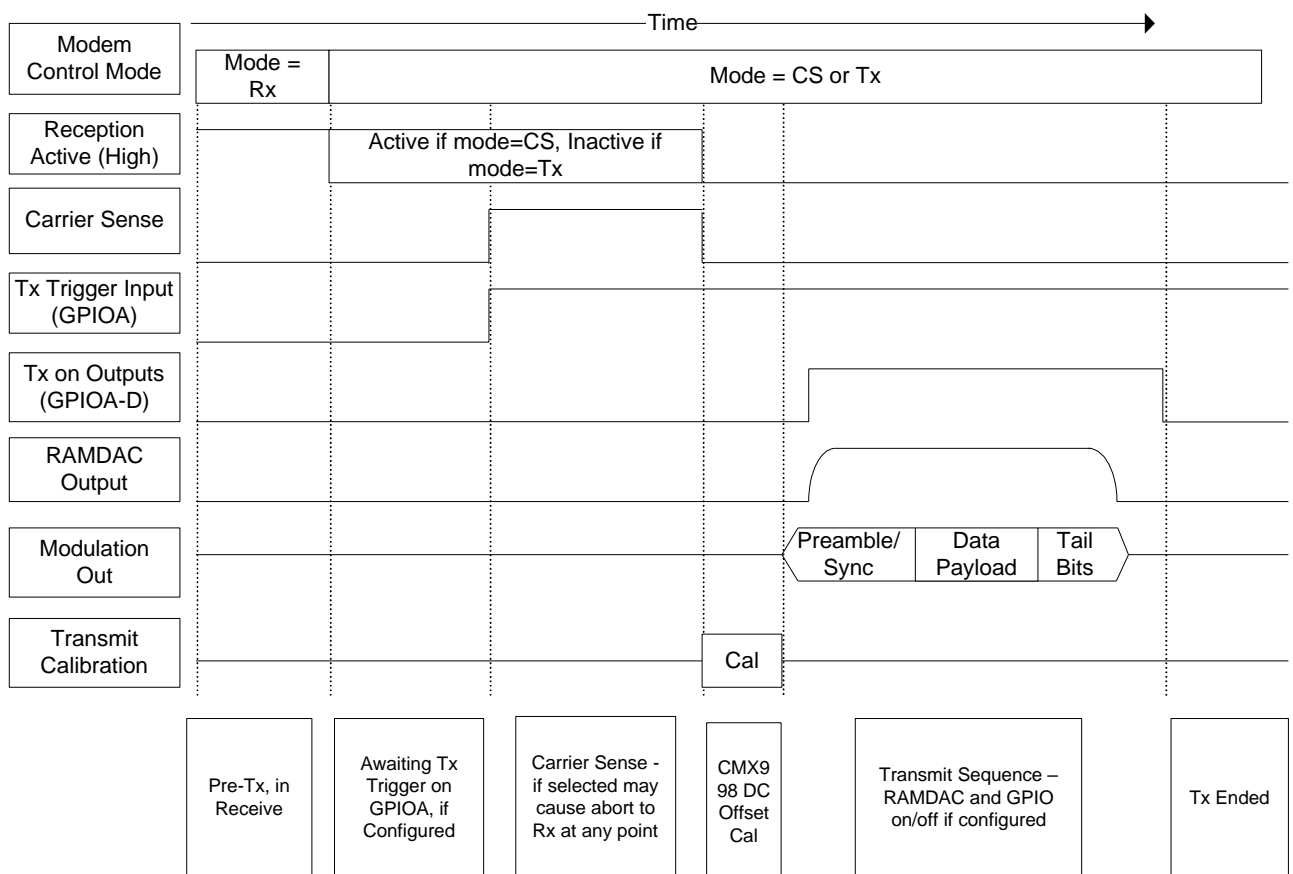 Time
Modem
Control Mode
Mode =
Rx
Mode = CS or Tx
Reception
Active (High)
Active if mode=CS, Inactive if
mode=Tx
Carrier Sense
Tx Trigger Input
(GPIOA)
Tx on Outputs
(GPIOA-D)
RAMDAC
Output
Modulation
Out
Preamble/
Sync
Data
Payload
Tail
Bits
Transmit
Calibration
Cal
Pre-Tx, in
Receive
Awaiting Tx
Trigger on
GPIOA, if
Configured
Carrier Sense -
if selected may
cause abort to
Rx at any point
CMX9
98 DC
Offset
Cal
Transmit Sequence –
RAMDAC and GPIO
on/off if configured
Tx Ended